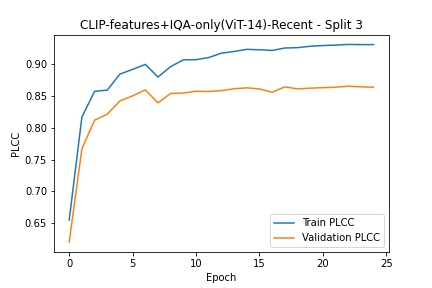 CLIP-features+IQA-only(ViT-14)-Recent - Split 3
PLCC
0.90
0.85
0.80
0.75
0.70
0.65
Train PLCC
Validation PLCC
0 5 10 15 20 25
Epoch